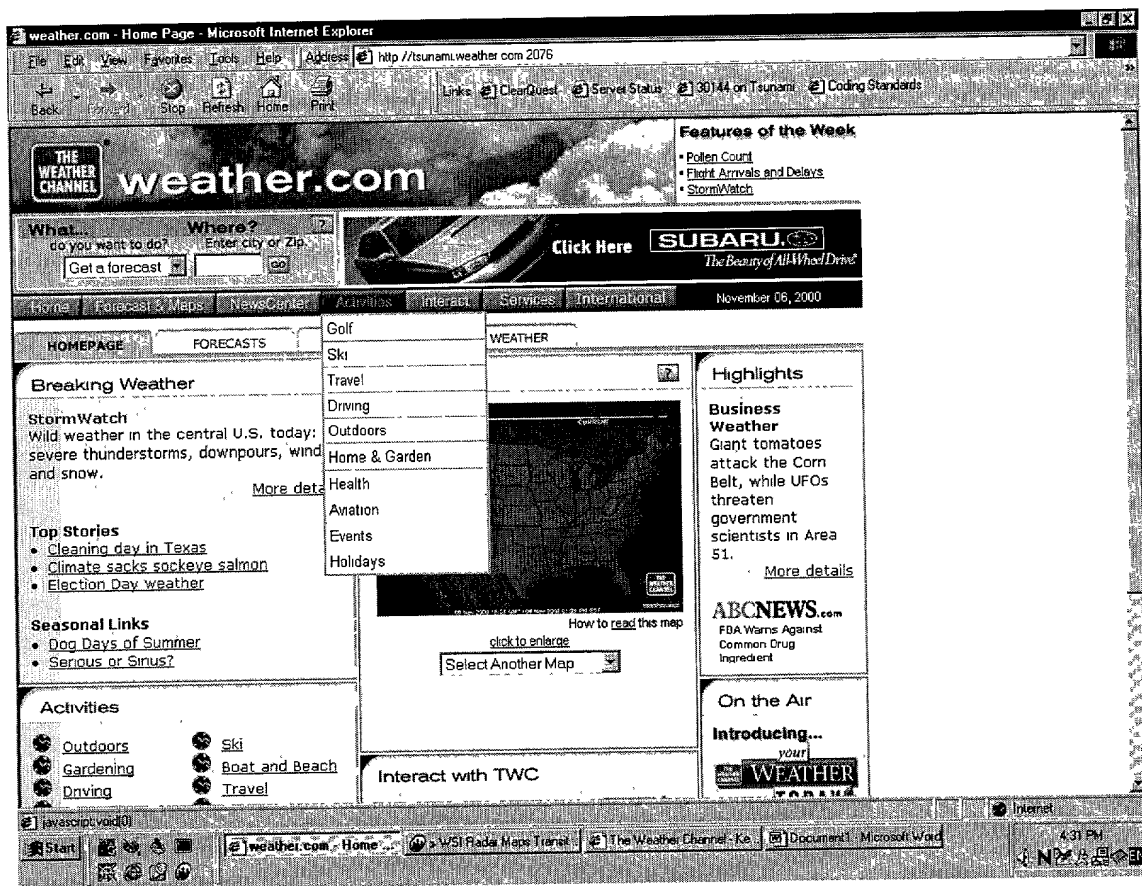 weather.com - Home Page - Microsoft Internet Explorer
File Edit View Favorites Tools Help Address http //tsunami.weather com 2076
Back Forward Stop Refresh Home Print Links ClearQuest Server Status 30144 on Tsunami Coding Standards
THE WEATHER CHANNEL
weather.com
Features of the Week
Pollen Count
Flight Arrivals and Delays
StormWatch
What... Where? ?
do you want to do? Enter city or Zip.
Get a forecast GO
Click Here SUBARU.
The Beauty of All-Wheel Drive
Home Forecast & Maps NewsCenter Activities Interact Services International November 06, 2000
Golf
Ski
Travel
Driving
Outdoors
Home & Garden
Health
Aviation
Events
Holidays
HOMEPAGE FORECASTS WEATHER
Breaking Weather
StormWatch
Wild weather in the central U.S. today:
severe thunderstorms, downpours, wind
and snow.
More deta
Top Stories
• Cleaning day in Texas
• Climate sacks sockeye salmon
• Election Day weather
Seasonal Links
• Dog Days of Summer
• Serious or Sinus?
?
CURRENT
THE WEATHER CHANNEL
How to read this map
click to enlarge
Select Another Map
Highlights
Business
Weather
Giant tomatoes
attack the Corn
Belt, while UFOs
threaten
government
scientists in Area
51.
More details
ABCNEWS.com
FDA Warns Against
Common Drug
Ingredient
Activities
Outdoors Ski
Gardening Boat and Beach
Driving Travel
Interact with TWC
On the Air
Introducing...
your
WEATHER
TODAY
javascript:void(0) Internet
Start weather.com - Home ... WSI Radar Maps Transit The Weather Channel - Ke Document1 - Microsoft Word 4:31 PM